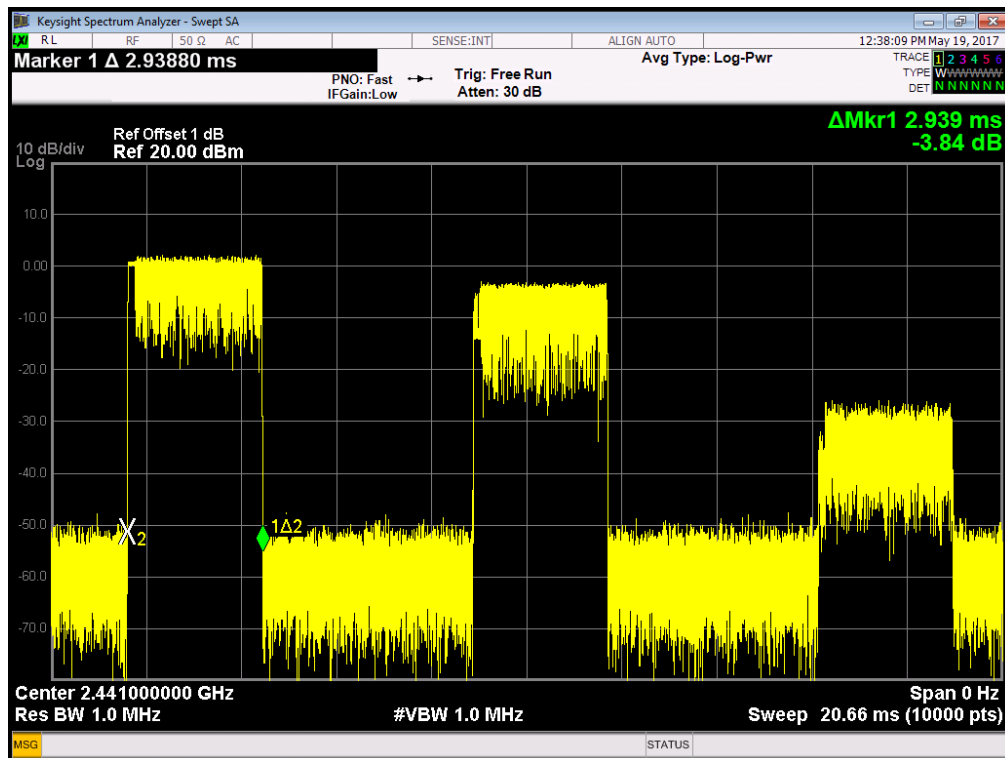 Keysight Spectrum Analyzer - Swept SA
LXI RL RF 50 Ω AC SENSE:INT ALIGN AUTO 12:38:09 PM May 19, 2017
Marker 1 Δ 2.93880 ms
PNO: Fast
IFGain:Low
Trig: Free Run
Atten: 30 dB
Avg Type: Log-Pwr
TRACE 1 2 3 4 5 6
TYPE WWWWWW
DET N N N N N N
ΔMkr1 2.939 ms
-3.84 dB
Ref Offset 1 dB
10 dB/div Ref 20.00 dBm
Log
10.0
0.00
-10.0
-20.0
-30.0
-40.0
-50.0
-60.0
-70.0
X2
1Δ2
Center 2.441000000 GHz Span 0 Hz
Res BW 1.0 MHz #VBW 1.0 MHz Sweep 20.66 ms (10000 pts)
MSG STATUS